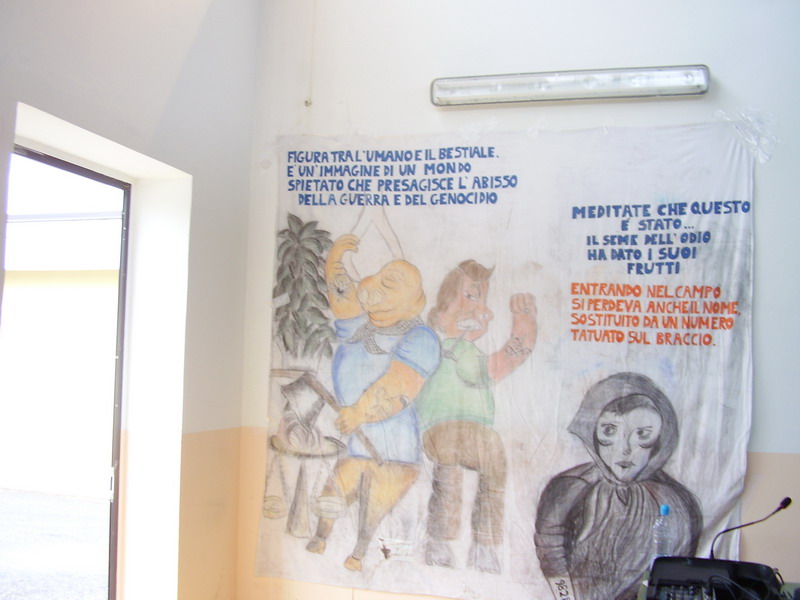 FIGURA TRA L'UMANO E IL BESTIALE.
E' UN'IMMAGINE DI UN MONDO
SPIETATO CHE PRESAGISCE L'ABISSO
DELLA GUERRA E DEL GENOCIDIO
MEDITATE CHE QUESTO
É STATO...
IL SEME DELL'ODIO
HA DATO I SUOI
FRUTTI
ENTRANDO NEL CAMPO
SI PERDEVA ANCHE IL NOME,
SOSTITUITO DA UN NUMERO
TATUATO SUL BRACCIO.